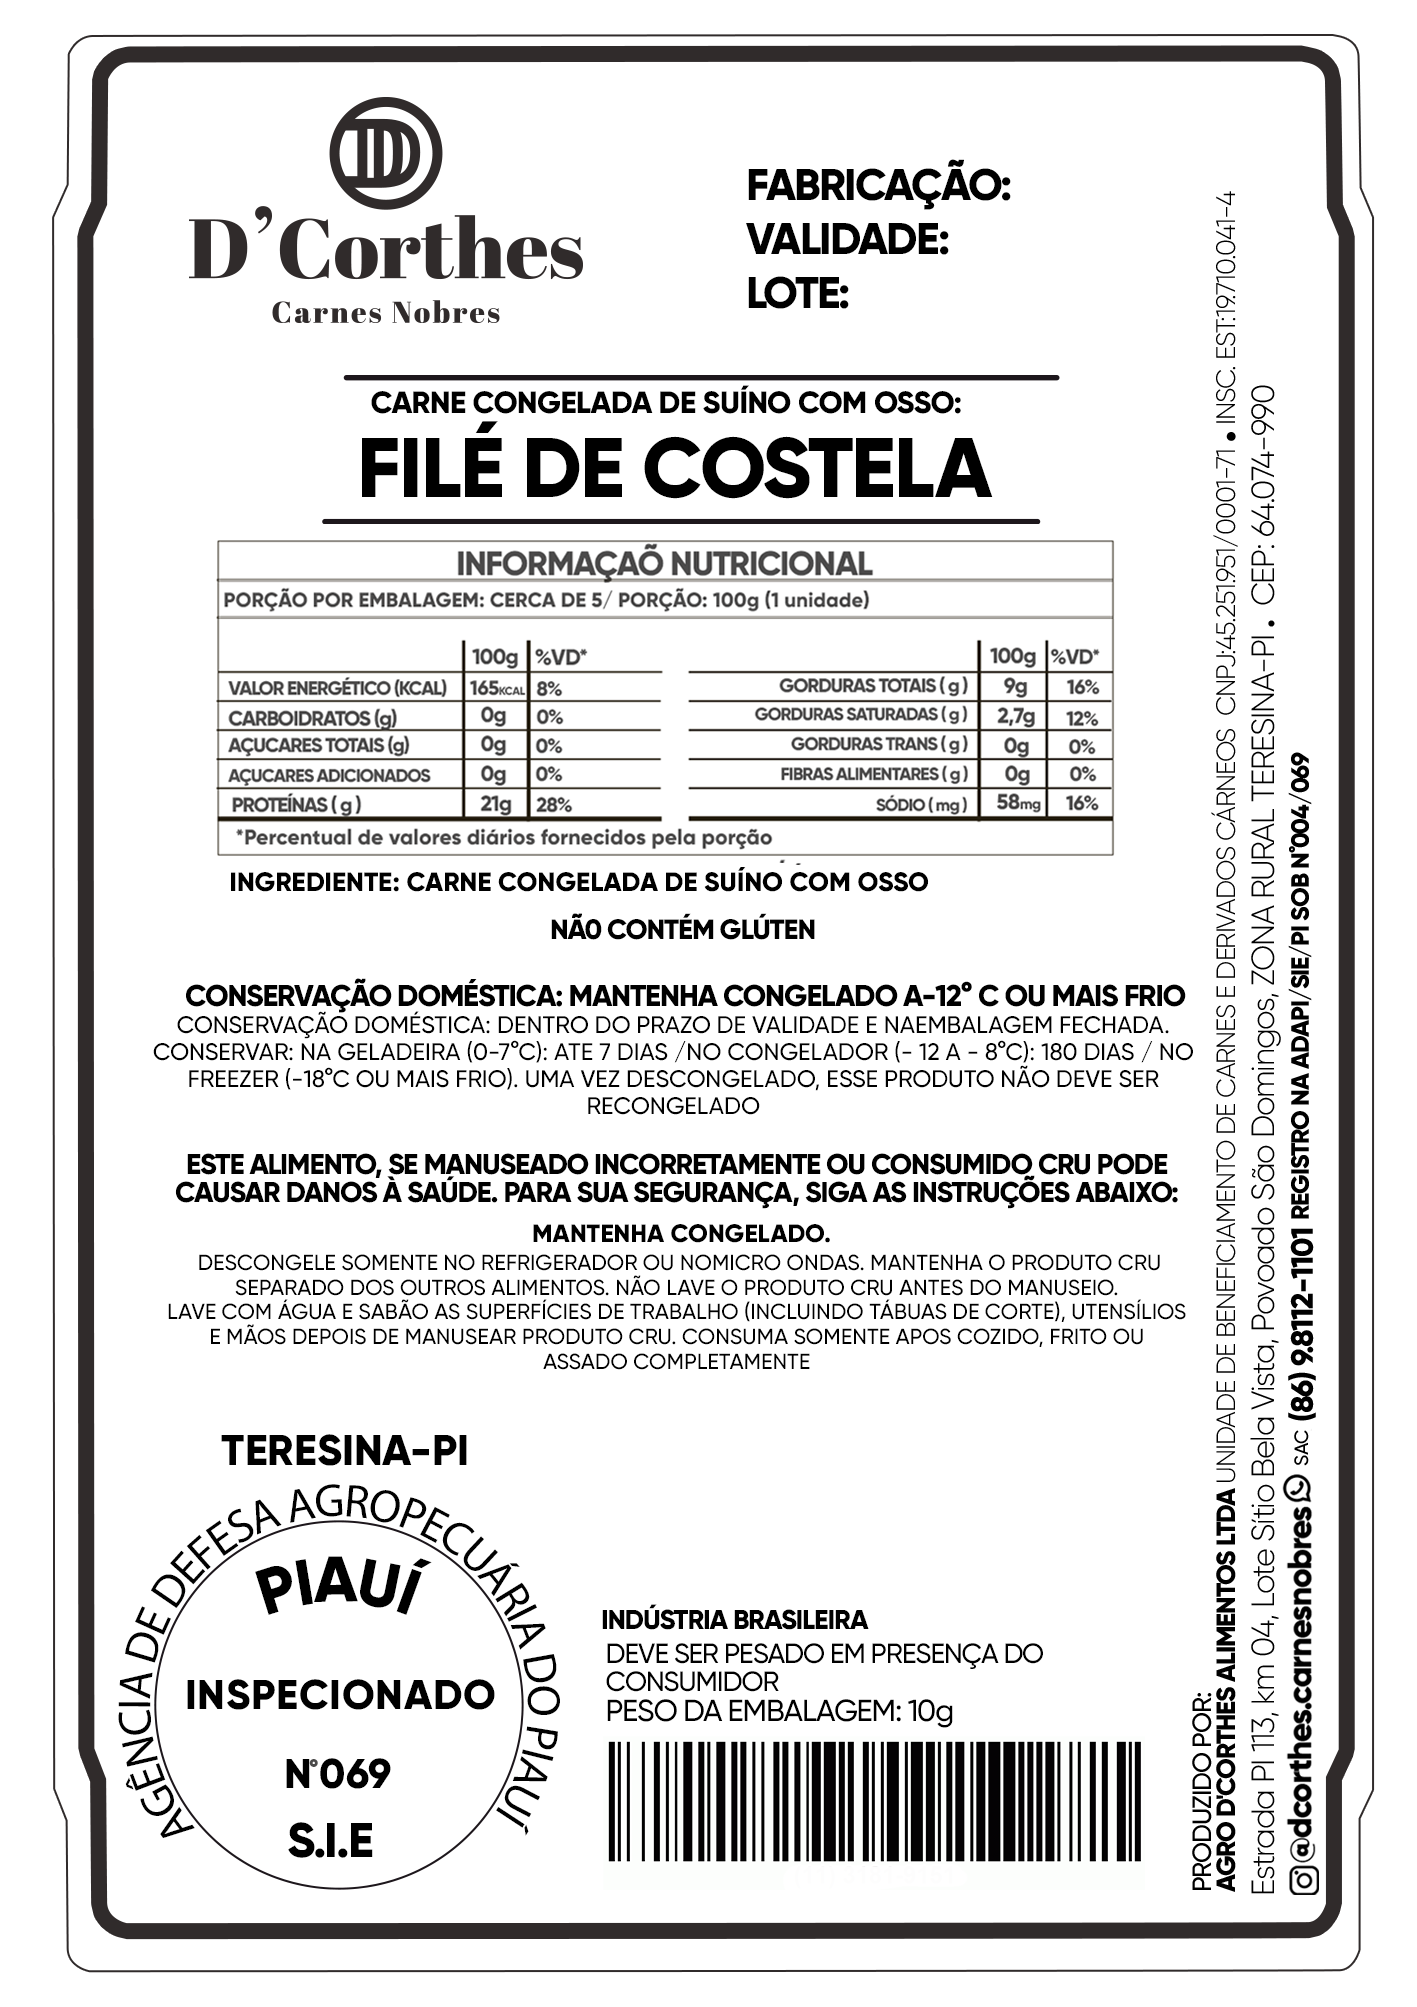 D'Corthes
Carnes Nobres
FABRICAÇÃO:
VALIDADE:
LOTE:
CARNE CONGELADA DE SUÍNO COM OSSO:
FILÉ DE COSTELA
INFORMAÇAÕ NUTRICIONAL
PORÇÃO POR EMBALAGEM: CERCA DE 5/ PORÇÃO: 100g (1 unidade)
100g %VD*
VALOR ENERGÉTICO (KCAL) 165KCAL 8%
CARBOIDRATOS (g) 0g 0%
AÇUCARES TOTAIS (g) 0g 0%
AÇUCARES ADICIONADOS 0g 0%
PROTEÍNAS ( g ) 21g 28%
100g %VD*
GORDURAS TOTAIS ( g ) 9g 16%
GORDURAS SATURADAS ( g ) 2,7g 12%
GORDURAS TRANS ( g ) 0g 0%
FIBRAS ALIMENTARES ( g ) 0g 0%
SÓDIO ( mg ) 58mg 16%
*Percentual de valores diários fornecidos pela porção
INGREDIENTE: CARNE CONGELADA DE SUÍNO COM OSSO
NÃ0 CONTÉM GLÚTEN
CONSERVAÇÃO DOMÉSTICA: MANTENHA CONGELADO A-12° C OU MAIS FRIO
CONSERVAÇÃO DOMÉSTICA: DENTRO DO PRAZO DE VALIDADE E NAEMBALAGEM FECHADA.
CONSERVAR: NA GELADEIRA (0-7°C): ATE 7 DIAS /NO CONGELADOR (- 12 A - 8°C): 180 DIAS / NO
FREEZER (-18°C OU MAIS FRIO). UMA VEZ DESCONGELADO, ESSE PRODUTO NÃO DEVE SER
RECONGELADO
ESTE ALIMENTO, SE MANUSEADO INCORRETAMENTE OU CONSUMIDO CRU PODE
CAUSAR DANOS À SAÚDE. PARA SUA SEGURANÇA, SIGA AS INSTRUÇÕES ABAIXO:
MANTENHA CONGELADO.
DESCONGELE SOMENTE NO REFRIGERADOR OU NOMICRO ONDAS. MANTENHA O PRODUTO CRU
SEPARADO DOS OUTROS ALIMENTOS. NÃO LAVE O PRODUTO CRU ANTES DO MANUSEIO.
LAVE COM ÁGUA E SABÃO AS SUPERFÍCIES DE TRABALHO (INCLUINDO TÁBUAS DE CORTE), UTENSÍLIOS
E MÃOS DEPOIS DE MANUSEAR PRODUTO CRU. CONSUMA SOMENTE APOS COZIDO, FRITO OU
ASSADO COMPLETAMENTE
TERESINA-PI
AGÊNCIA DE DEFESA AGROPECUÁRIA DO PIAUÍ
PIAUÍ
INSPECIONADO
N°069
S.I.E
INDÚSTRIA BRASILEIRA
DEVE SER PESADO EM PRESENÇA DO
CONSUMIDOR
PESO DA EMBALAGEM: 10g
PRODUZIDO POR:
AGRO D'CORTHES ALIMENTOS LTDA UNIDADE DE BENEFICIAMENTO DE CARNES E DERIVADOS CÁRNEOS CNPJ:45.251.951/0001-71 • INSC. EST:19.710.041-4
Estrada PI 113, km 04, Lote Sítio Bela Vista, Povoado São Domingos, ZONA RURAL TERESINA-PI • CEP: 64.074-990
@dcorthes.carnesnobres SAC (86) 9.8112-1101 REGISTRO NA ADAPI/SIE/PI SOB N°004/069